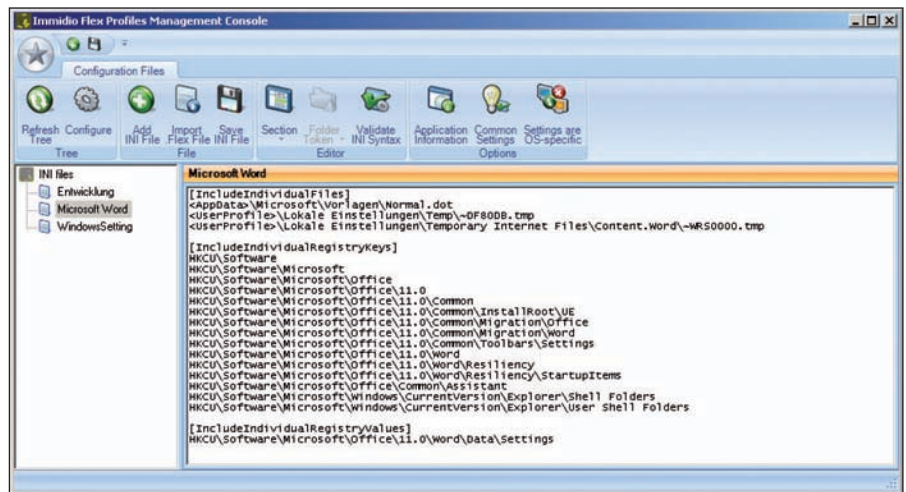 Immidio Flex Profiles Management Console
Configuration Files
Refresh Tree
Configure
Add INI File
Import Flex File
Save INI File
Section
Folder Token
Validate INI Syntax
Application Information
Common Settings
Settings are OS-specific
Tree
File
Editor
Options
INI files
Entwicklung
Microsoft Word
WindowsSetting
Microsoft Word
[IncludeIndividualFiles]
<AppData>\Microsoft\Vorlagen\Normal.dot
<UserProfile>\Lokale Einstellungen\Temp\~DF80DB.tmp
<UserProfile>\Lokale Einstellungen\Temporary Internet Files\Content.Word\~WRS0000.tmp
[IncludeIndividualRegistryKeys]
HKCU\Software
HKCU\Software\Microsoft
HKCU\Software\Microsoft\Office
HKCU\Software\Microsoft\Office\11.0
HKCU\Software\Microsoft\Office\11.0\Common
HKCU\Software\Microsoft\Office\11.0\Common\InstallRoot\UE
HKCU\Software\Microsoft\Office\11.0\Common\Migration\Office
HKCU\Software\Microsoft\Office\11.0\Common\Migration\Word
HKCU\Software\Microsoft\Office\11.0\Common\Toolbars\Settings
HKCU\Software\Microsoft\Office\11.0\Word
HKCU\Software\Microsoft\Office\11.0\Word\Resiliency
HKCU\Software\Microsoft\Office\11.0\Word\Resiliency\StartupItems
HKCU\Software\Microsoft\Office\Common\Assistant
HKCU\Software\Microsoft\Windows\CurrentVersion\Explorer\Shell Folders
HKCU\Software\Microsoft\Windows\CurrentVersion\Explorer\User Shell Folders
[IncludeIndividualRegistryValues]
HKCU\Software\Microsoft\Office\11.0\Word\Data\Settings